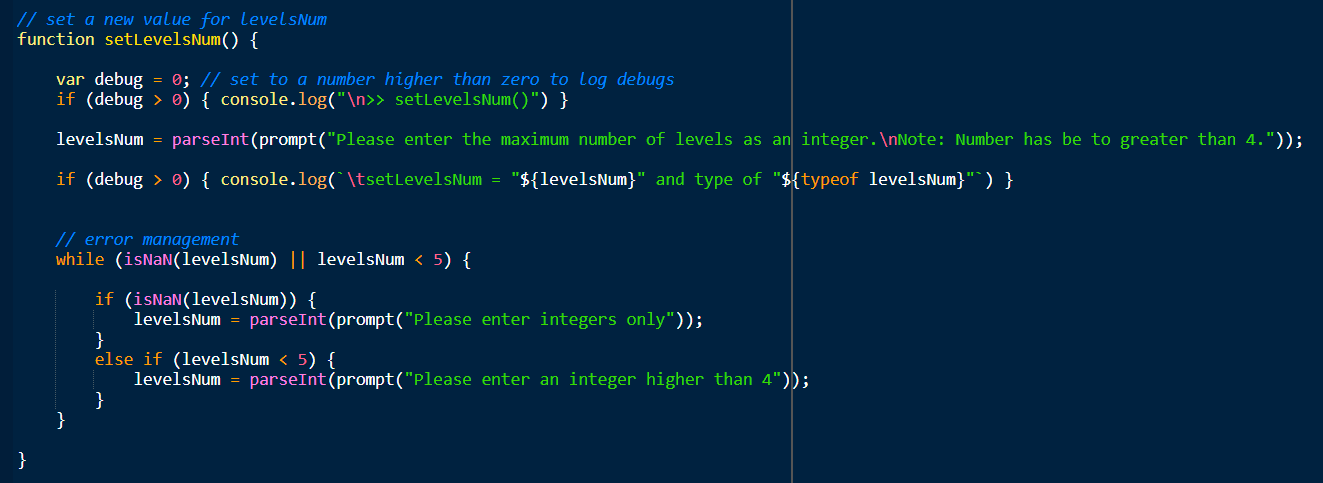 // set a new value for levelsNum
function setLevelsNum() {
var debug = 0; // set to a number higher than zero to log debugs
if (debug > 0) { console.log("\n>> setLevelsNum()") }
levelsNum = parseInt(prompt("Please enter the maximum number of levels as an integer.\nNote: Number has be to greater than 4."));
if (debug > 0) { console.log(`\tsetLevelsNum = "${levelsNum}" and type of "${typeof levelsNum}"`) }
// error management
while (isNaN(levelsNum) || levelsNum < 5) {
if (isNaN(levelsNum)) {
levelsNum = parseInt(prompt("Please enter integers only"));
}
else if (levelsNum < 5) {
levelsNum = parseInt(prompt("Please enter an integer higher than 4"));
}
}
}